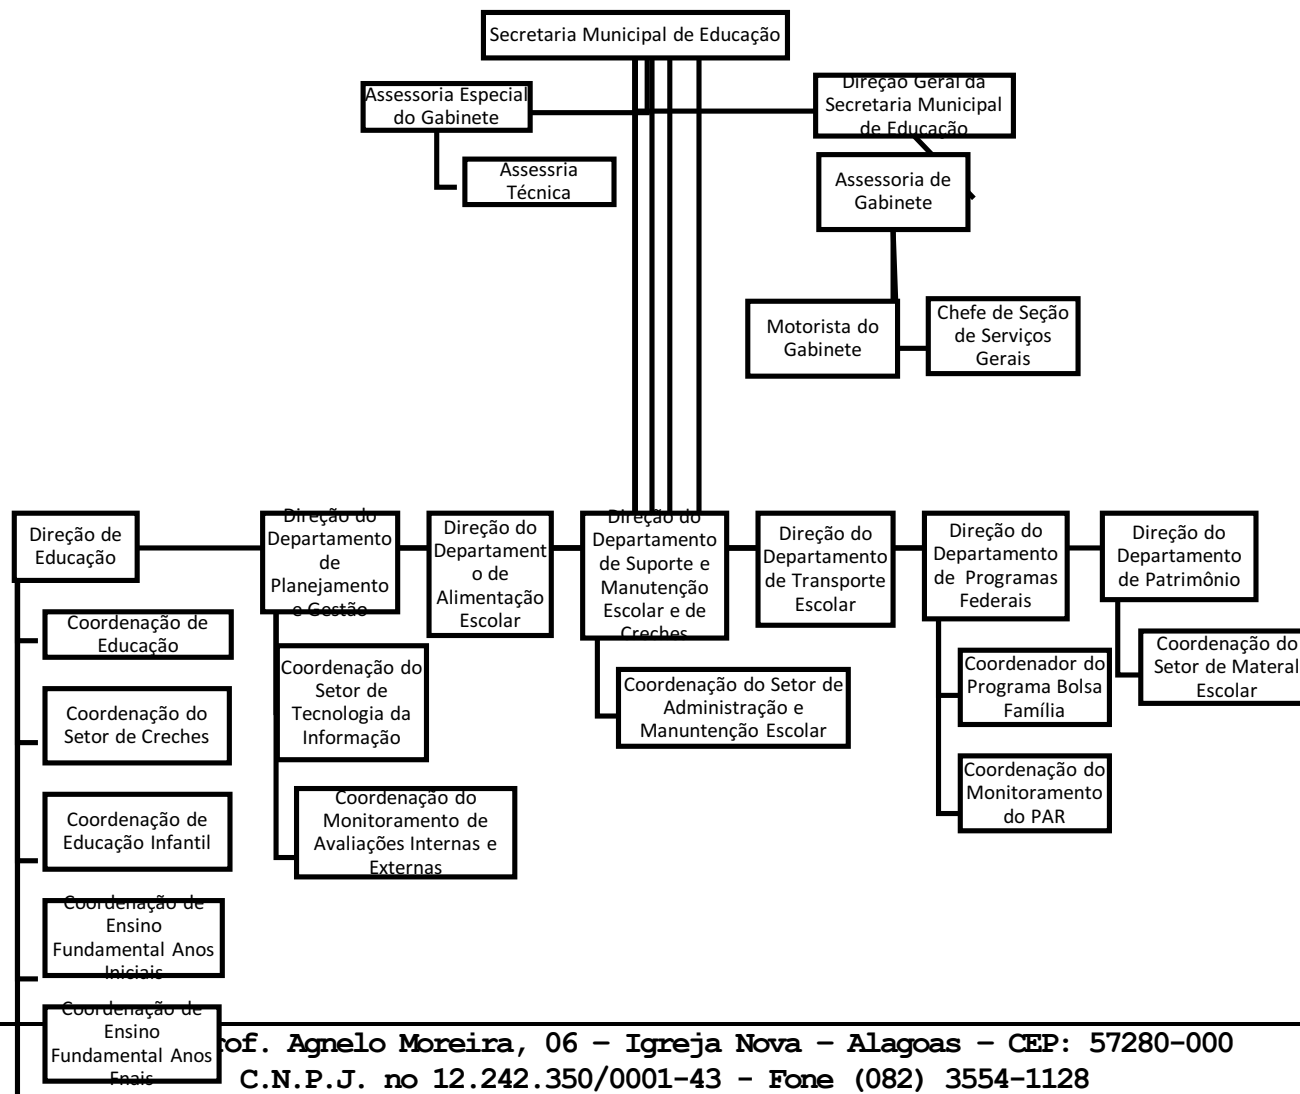 Secretaria Municipal de Educação
Assessoria Especial
do Gabinete
Direção Geral da
Secretaria Municipal
de Educação
Assessria
Técnica
Assessoria de
Gabinete
Motorista do
Gabinete
Chefe de Seção
de Serviços
Gerais
Direção de
Educação
Direção do
Departamento
de
Planejamento
e Gestão
Direção do
Departament
o de
Alimentação
Escolar
Direção do
Departamento
de Suporte e
Manutenção
Escolar e de
Creches
Direção do
Departamento
de Transporte
Escolar
Direção do
Departamento
de Programas
Federais
Direção do
Departamento
de Patrimônio
Coordenação de
Educação
Coordenação do
Setor de Creches
Coordenação de
Educação Infantil
Coordenação de
Ensino
Fundamental Anos
Iniciais
Coordenação de
Ensino
Fundamental Anos
Fnais
Coordenação do
Setor de
Tecnologia da
Informação
Coordenação do
Monitoramento de
Avaliações Internas e
Externas
Coordenação do Setor de
Administração e
Manuntenção Escolar
Coordenador do
Programa Bolsa
Família
Coordenação do
Monitoramento
do PAR
Coordenação do
Setor de Materal
Escolar
of. Agnelo Moreira, 06 – Igreja Nova – Alagoas – CEP: 57280-000
C.N.P.J. no 12.242.350/0001-43 - Fone (082) 3554-1128